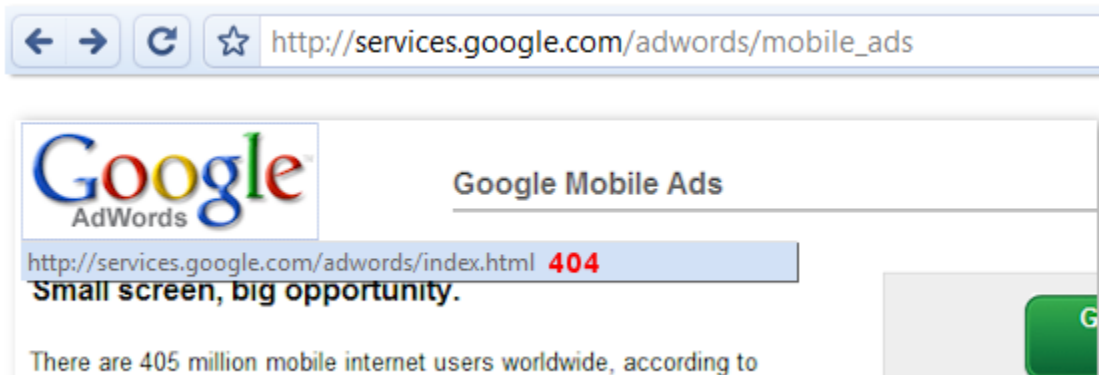 http://services.google.com/adwords/mobile_ads
Google™
AdWords
Google Mobile Ads
http://services.google.com/adwords/index.html 404
Small screen, big opportunity.
G
There are 405 million mobile internet users worldwide, according to